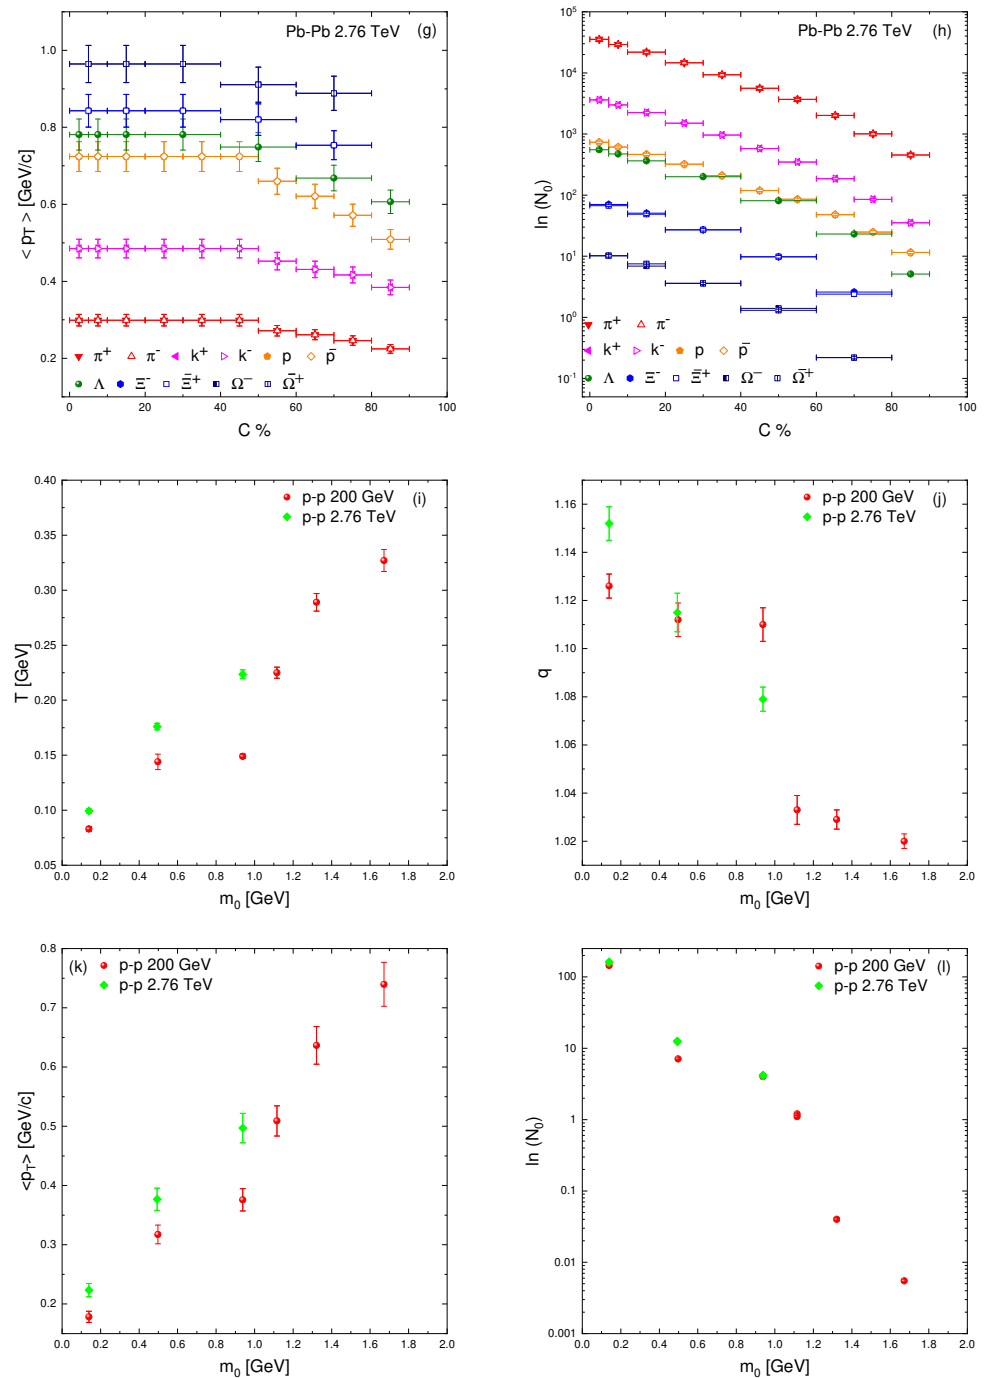 Pb-Pb 2.76 TeV (g)
1.0
0.8
0.6
0.4
0.2
< p_T > [GeV/c]
π⁺ π⁻ k⁺ k⁻ p p̄
Λ Ξ⁻ Ξ̄⁺ Ω⁻ Ω̄⁺
0 20 40 60 80 100
C %
Pb-Pb 2.76 TeV (h)
10⁵
10⁴
10³
10²
10¹
10⁰
10⁻¹
ln (N₀)
π⁺ π⁻
k⁺ k⁻ p p̄
Λ Ξ⁻ Ξ̄⁺ Ω⁻ Ω̄⁺
0 20 40 60 80 100
C %
p-p 200 GeV (i)
p-p 2.76 TeV
0.40
0.35
0.30
0.25
0.20
0.15
0.10
0.05
T [GeV]
0.0 0.2 0.4 0.6 0.8 1.0 1.2 1.4 1.6 1.8 2.0
m₀ [GeV]
p-p 200 GeV (j)
p-p 2.76 TeV
1.16
1.14
1.12
1.10
1.08
1.06
1.04
1.02
q
0.0 0.2 0.4 0.6 0.8 1.0 1.2 1.4 1.6 1.8 2.0
m₀ [GeV]
(k) p-p 200 GeV
p-p 2.76 TeV
0.8
0.7
0.6
0.5
0.4
0.3
0.2
<p_T> [GeV/c]
0.0 0.2 0.4 0.6 0.8 1.0 1.2 1.4 1.6 1.8 2.0
m₀ [GeV]
p-p 200 GeV (l)
p-p 2.76 TeV
100
10
1
0.1
0.01
0.001
ln (N₀)
0.0 0.2 0.4 0.6 0.8 1.0 1.2 1.4 1.6 1.8 2.0
m₀ [GeV]